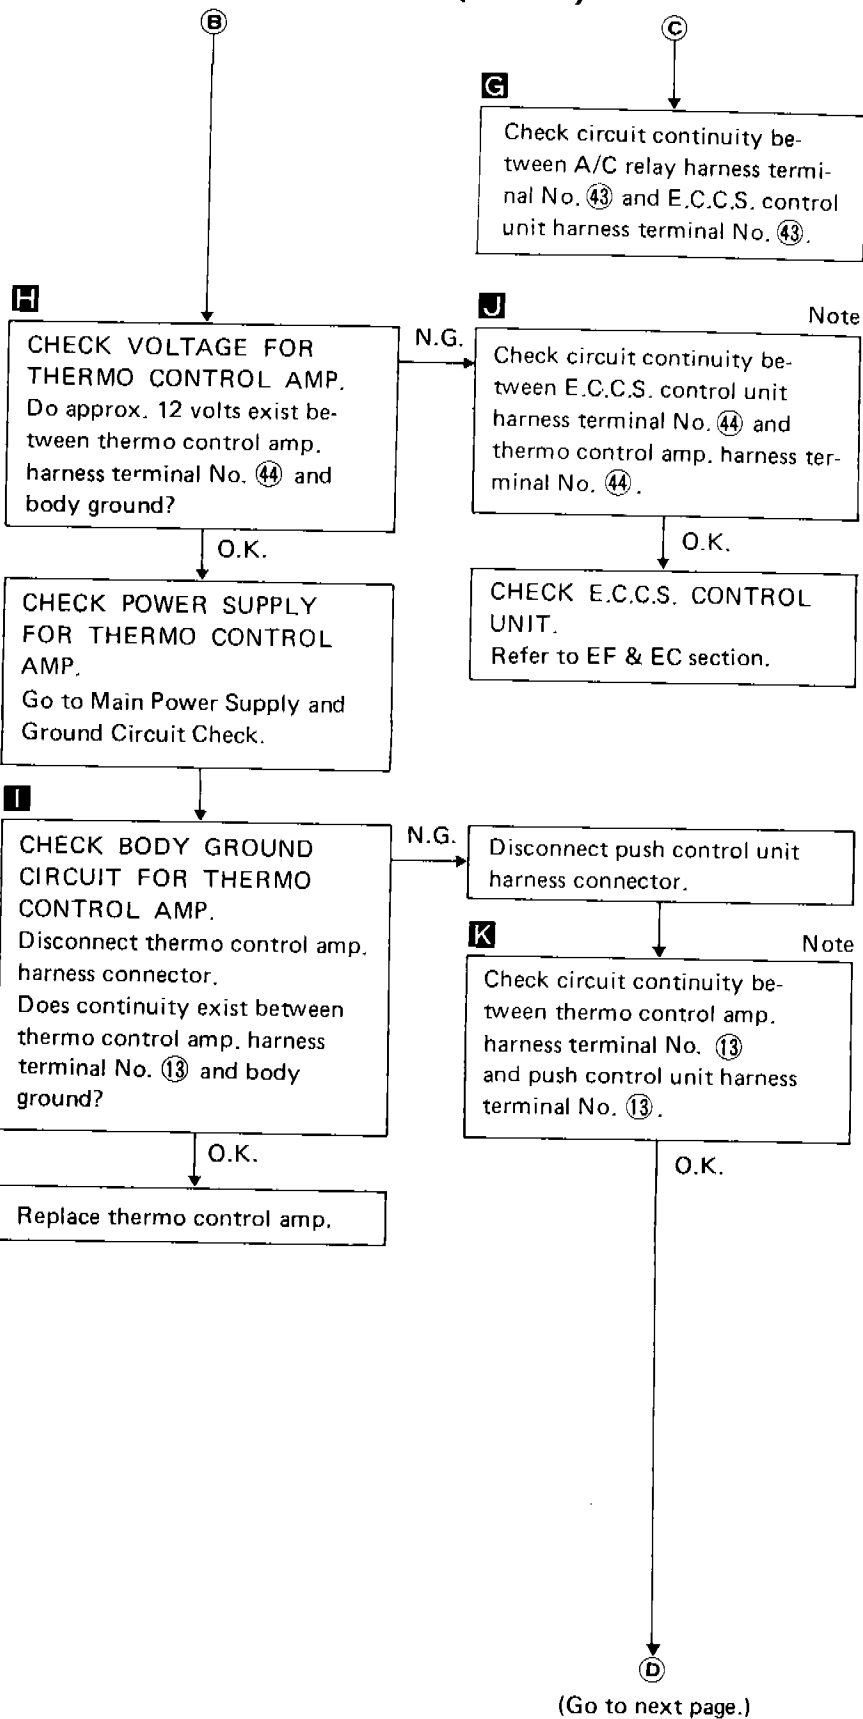 Ⓑ
Ⓒ
G
Check circuit continuity be-
tween A/C relay harness termi-
nal No. ㊸ and E.C.C.S. control
unit harness terminal No. ㊸.
H
CHECK VOLTAGE FOR
THERMO CONTROL AMP.
Do approx. 12 volts exist be-
tween thermo control amp.
harness terminal No. ㊹ and
body ground?
N.G.
J
Note
Check circuit continuity be-
tween E.C.C.S. control unit
harness terminal No. ㊹ and
thermo control amp. harness ter-
minal No. ㊹.
O.K.
O.K.
CHECK POWER SUPPLY
FOR THERMO CONTROL
AMP.
Go to Main Power Supply and
Ground Circuit Check.
CHECK E.C.C.S. CONTROL
UNIT.
Refer to EF & EC section.
I
CHECK BODY GROUND
CIRCUIT FOR THERMO
CONTROL AMP.
Disconnect thermo control amp.
harness connector.
Does continuity exist between
thermo control amp. harness
terminal No. ⑬ and body
ground?
N.G.
Disconnect push control unit
harness connector.
K
Note
Check circuit continuity be-
tween thermo control amp.
harness terminal No. ⑬
and push control unit harness
terminal No. ⑬.
O.K.
O.K.
Replace thermo control amp.
Ⓓ
(Go to next page.)